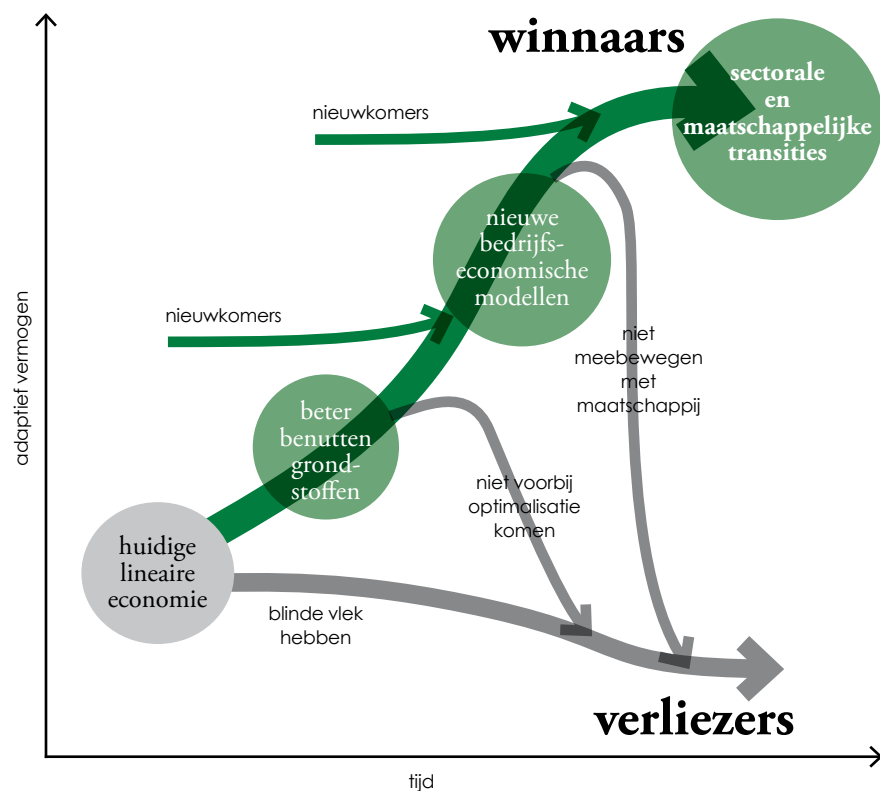 winnaars
sectorale
en
maatschappelijke
transities
nieuwkomers
nieuwe
bedrijfs-
economische
modellen
nieuwkomers
niet
meebewegen
met
maatschappij
adaptief vermogen
beter
benutten
grond-
stoffen
niet voorbij
optimalisatie
komen
huidige
lineaire
economie
blinde vlek
hebben
verliezers
tijd